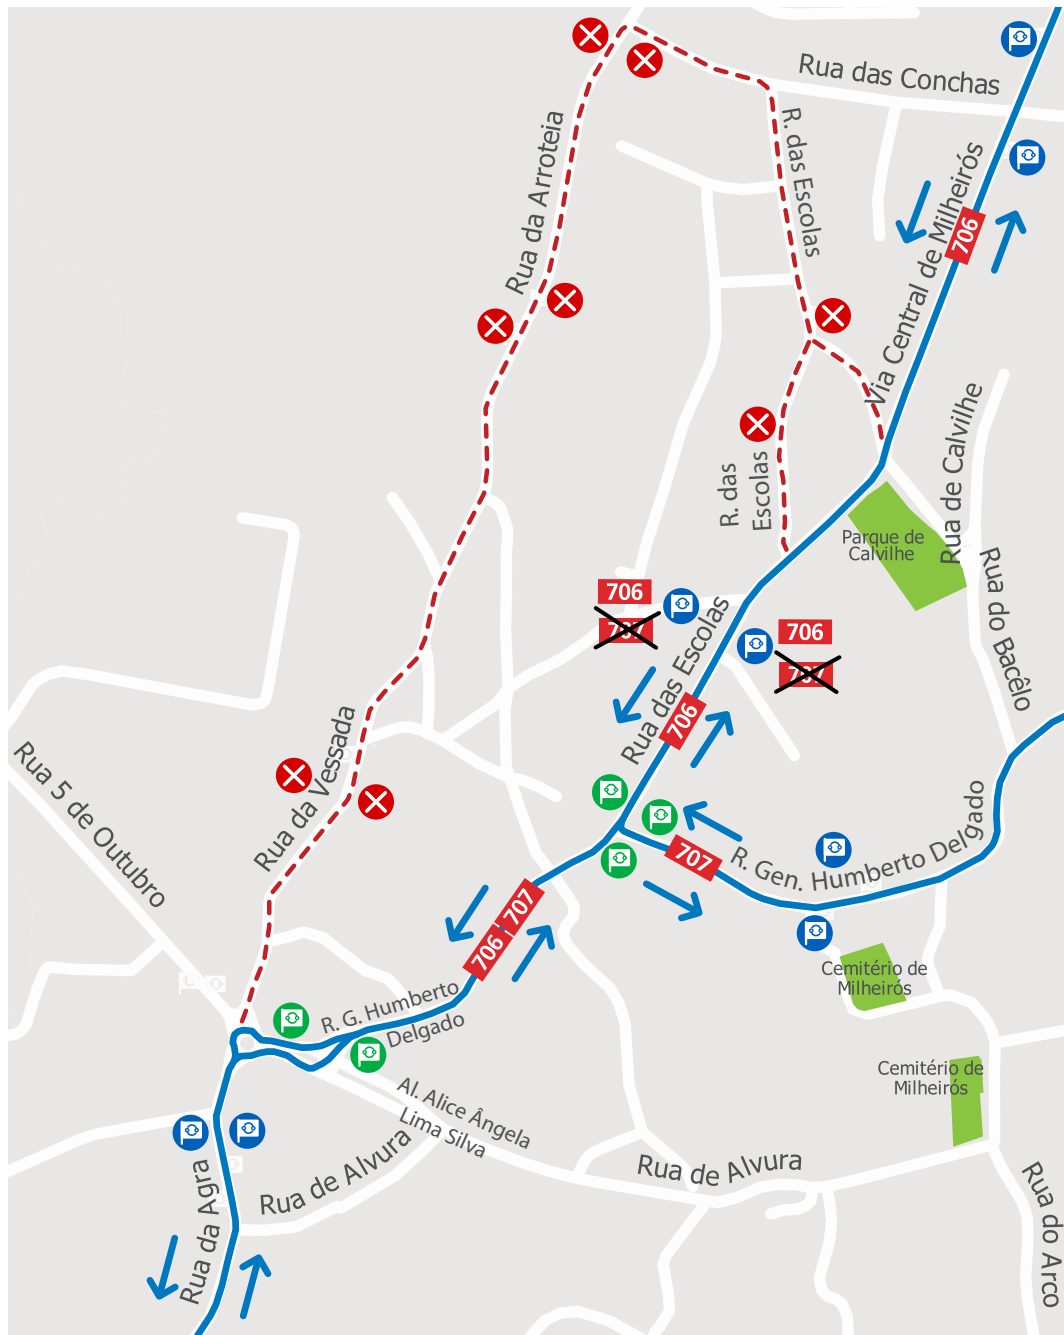 Rua das Conchas
Rua da Arroteia
R. das Escolas
Via Central de Milheirós
706
R. das
Escolas
Rua de Calvilhe
Parque de
Calvilhe
Rua do Bacêlo
706
707
706
707
Rua das Escolas
706
Rua da Vessada
Rua 5 de Outubro
707
R. Gen. Humberto Delgado
706 707
Cemitério de
Milheirós
R. G. Humberto
Delgado
Cemitério de
Milheirós
Al. Alice Ângela
Lima Silva
Rua de Alvura
Rua de Alvura
Rua da Agra
Rua do Arco